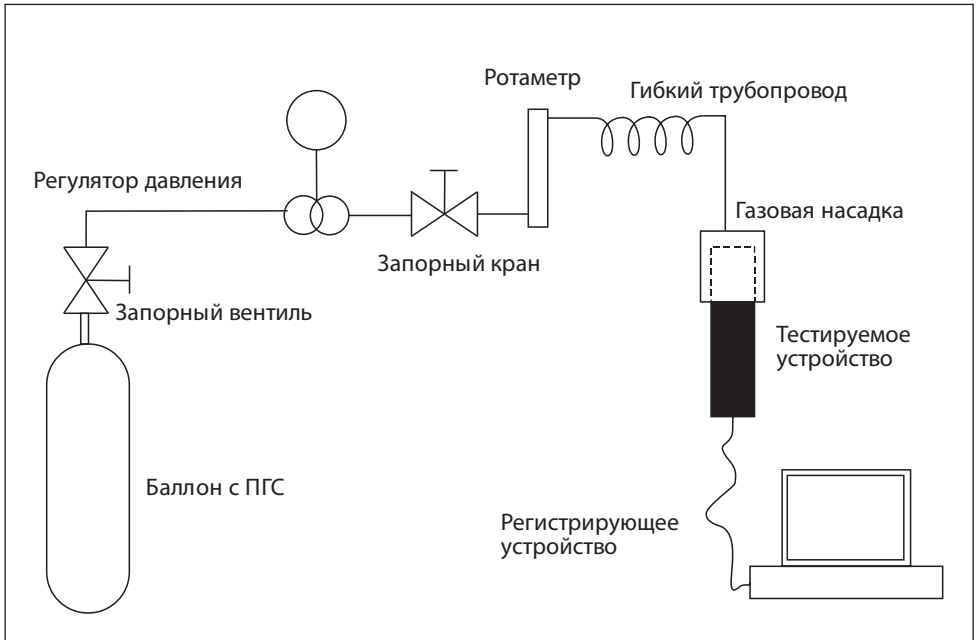 Ротаметр
Гибкий трубопровод
Регулятор давления
Газовая насадка
Запорный кран
Запорный вентиль
Тестируемое
устройство
Баллон с ПГС
Регистрирующее
устройство